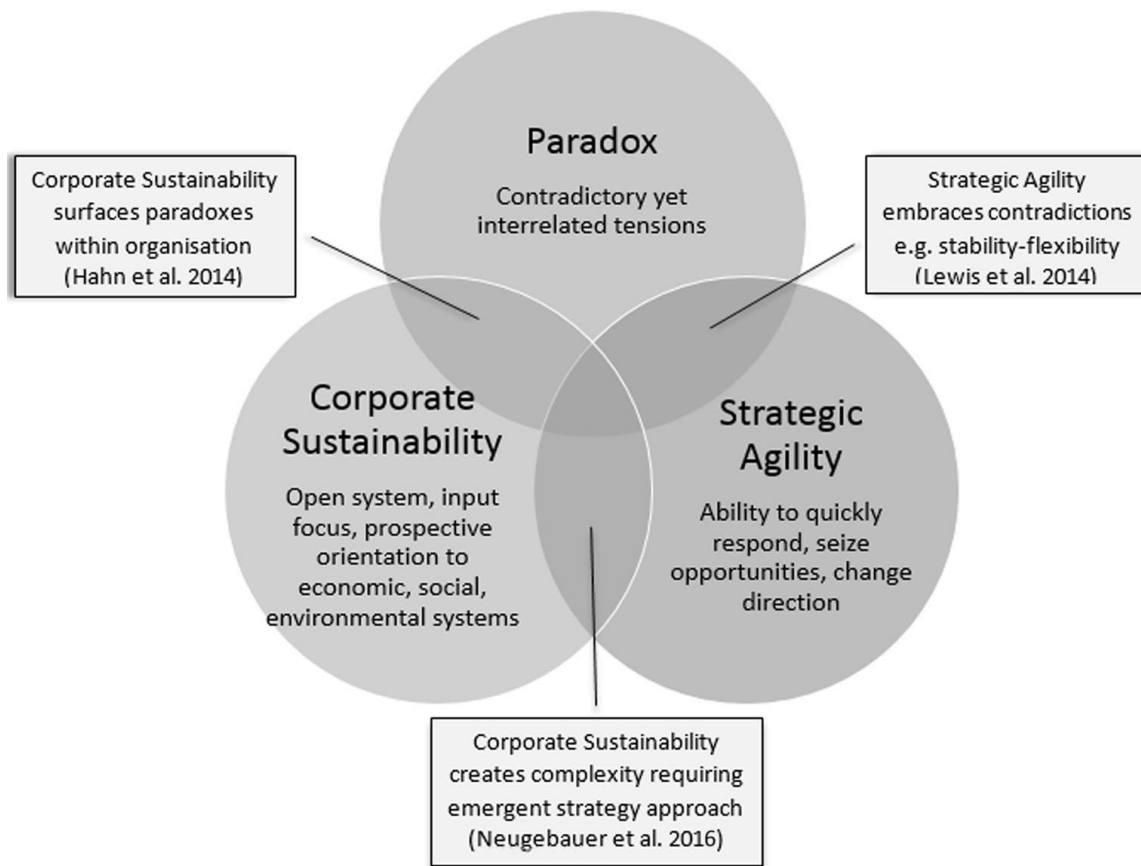 Paradox
Contradictory yet
interrelated tensions
Corporate Sustainability
surfaces paradoxes
within organisation
(Hahn et al. 2014)
Strategic Agility
embraces contradictions
e.g. stability-flexibility
(Lewis et al. 2014)
Corporate
Sustainability
Open system, input
focus, prospective
orientation to
economic, social,
environmental systems
Strategic
Agility
Ability to quickly
respond, seize
opportunities, change
direction
Corporate Sustainability
creates complexity requiring
emergent strategy approach
(Neugebauer et al. 2016)